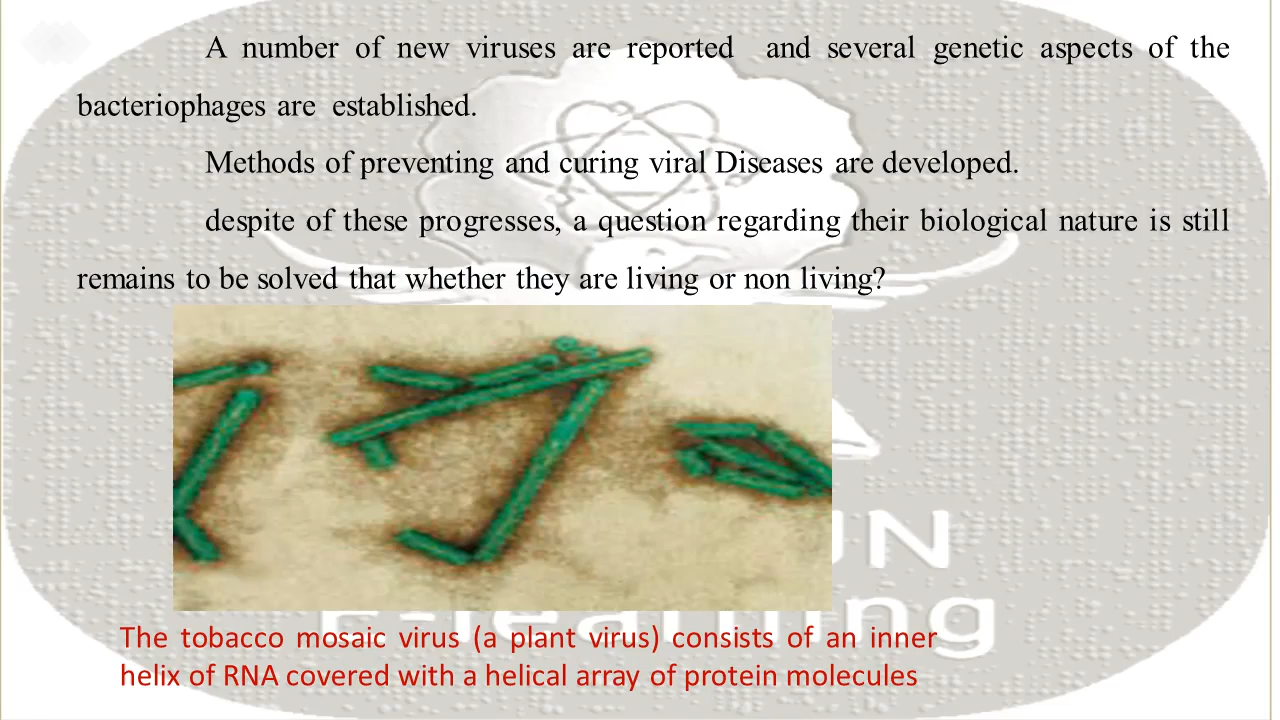 A number of new viruses are reported and several genetic aspects of the
bacteriophages are established.
Methods of preventing and curing viral Diseases are developed.
despite of these progresses, a question regarding their biological nature is still
remains to be solved that whether they are living or non living?
E-learning
The tobacco mosaic virus (a plant virus) consists of an inner
helix of RNA covered with a helical array of protein molecules